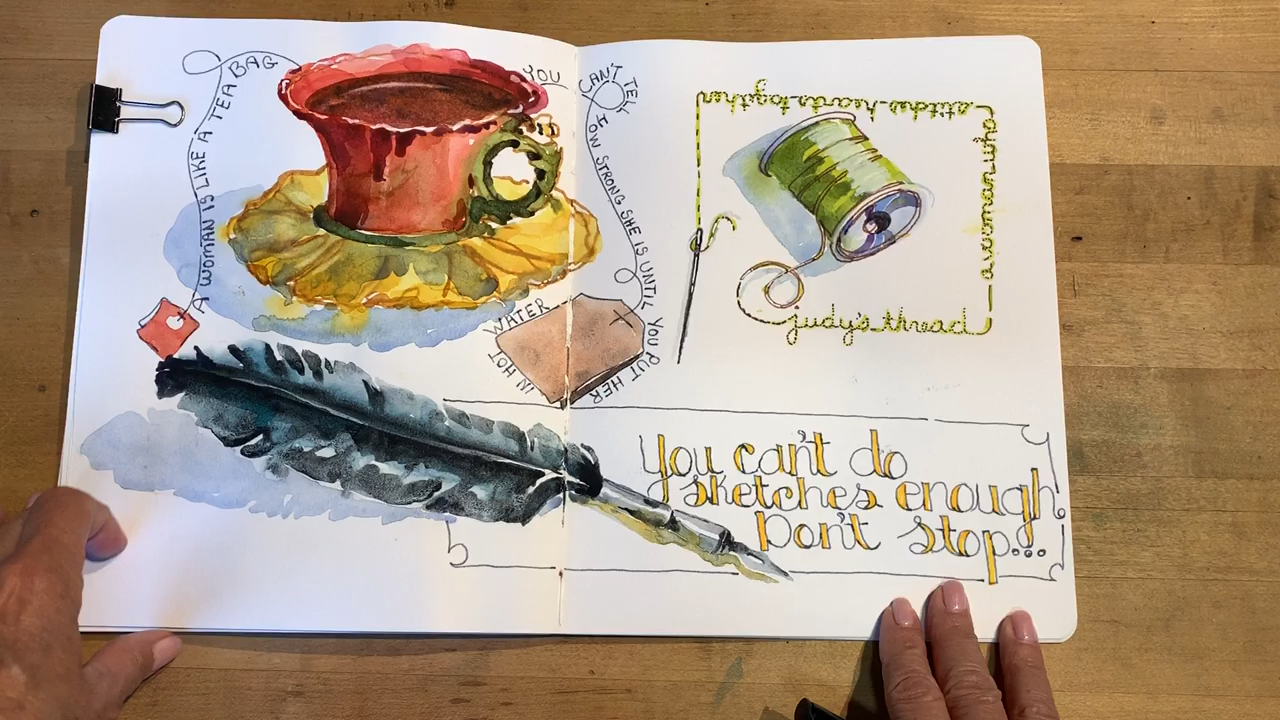 A WOMAN IS LIKE A TEA BAG
YOU CAN'T TELL
HOW STRONG SHE IS UNTIL YOU PUT HER
IN HOT
WATER
judy's thread
a woman who
stitches hearts together
You can't do
sketches enough.
Don't stop...